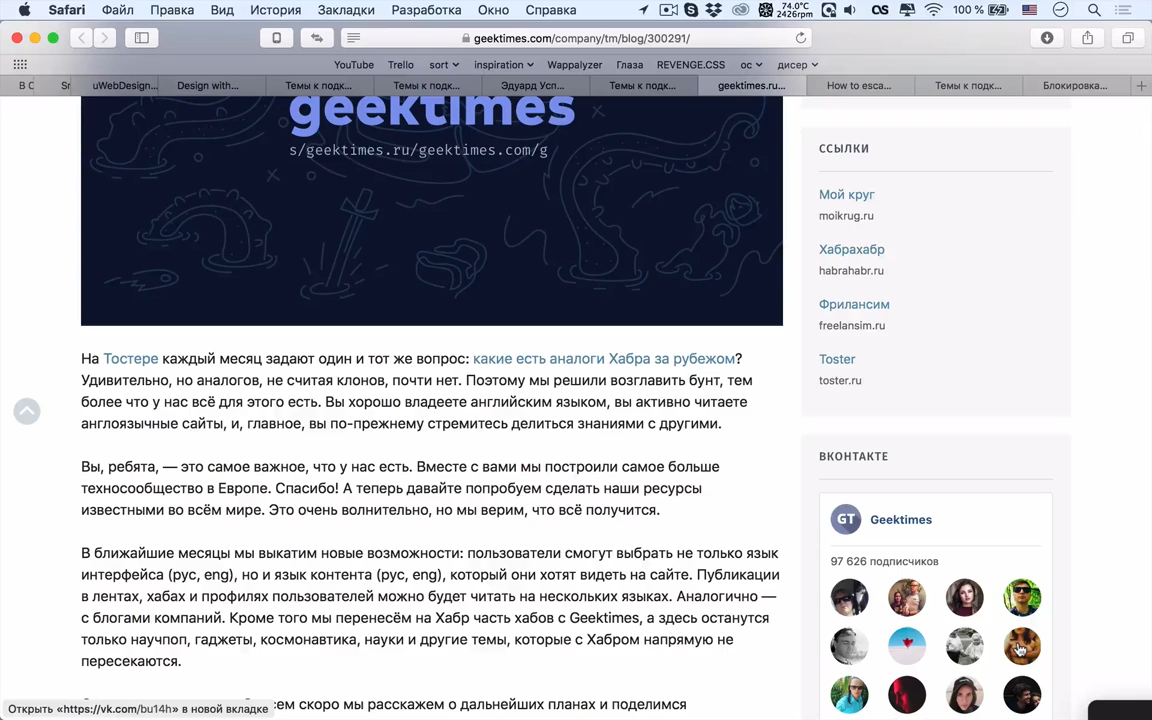 Safari Файл Правка Вид История Закладки Разработка Окно Справка 74.0°C 2426rpm 100 %
geektimes.com/company/tm/blog/300291/
YouTube Trello sort inspiration Wappalyzer Глаза REVENGE.CSS ос дисер
В С Sr uWebDesign... Design with... Темы к подк... Темы к подк... Эдуард Усп... Темы к подк... geektimes.ru... How to esca... Темы к подк... Блокировка...
geektimes
s/geektimes.ru/geektimes.com/g
На Тостере каждый месяц задают один и тот же вопрос: какие есть аналоги Хабра за рубежом?
Удивительно, но аналогов, не считая клонов, почти нет. Поэтому мы решили возглавить бунт, тем
более что у нас всё для этого есть. Вы хорошо владеете английским языком, вы активно читаете
англоязычные сайты, и, главное, вы по-прежнему стремитесь делиться знаниями с другими.
Вы, ребята, — это самое важное, что у нас есть. Вместе с вами мы построили самое больше
техносообщество в Европе. Спасибо! А теперь давайте попробуем сделать наши ресурсы
известными во всём мире. Это очень волнительно, но мы верим, что всё получится.
В ближайшие месяцы мы выкатим новые возможности: пользователи смогут выбрать не только язык
интерфейса (рус, eng), но и язык контента (рус, eng), который они хотят видеть на сайте. Публикации
в лентах, хабах и профилях пользователей можно будет читать на нескольких языках. Аналогично —
с блогами компаний. Кроме того мы перенесём на Хабр часть хабов с Geektimes, а здесь останутся
только научпоп, гаджеты, космонавтика, науки и другие темы, которые с Хабром напрямую не
пересекаются.
сем скоро мы расскажем о дальнейших планах и поделимся
Открыть «https://vk.com/bu14h» в новой вкладке
ССЫЛКИ
Мой круг
moikrug.ru
Хабрахабр
habrahabr.ru
Фрилансим
freelansim.ru
Toster
toster.ru
ВКОНТАКТЕ
GT Geektimes
97 626 подписчиков